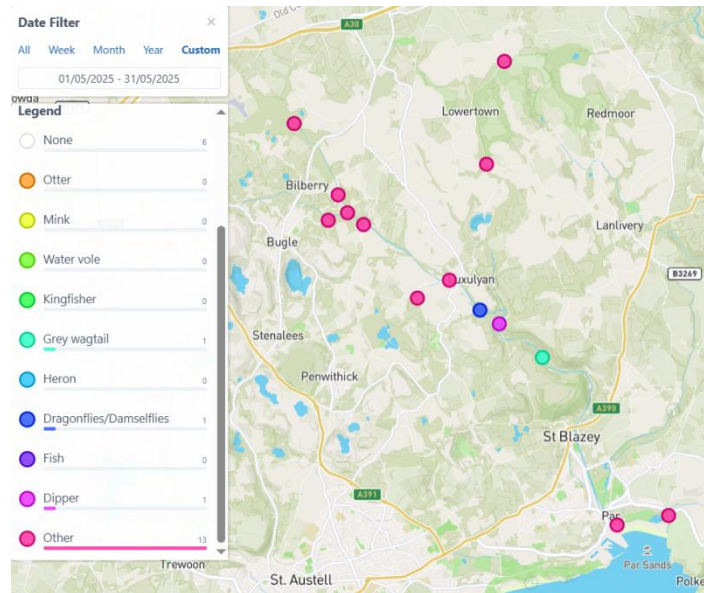 Date Filter ×
All Week Month Year Custom
01/05/2025 - 31/05/2025
Legend
None 6
Otter 0
Mink 0
Water vole 0
Kingfisher 0
Grey wagtail 1
Heron 0
Dragonflies/Damselflies 1
Fish 0
Dipper 1
Other 13
A30
Lowertown
Redmoor
Bilberry
Lanlivery
Bugle
B3269
uxulyan
Stenalees
Penwithick
A390
St Blazey
A391
Par
Par Sands
Trewoon
St. Austell
Polke